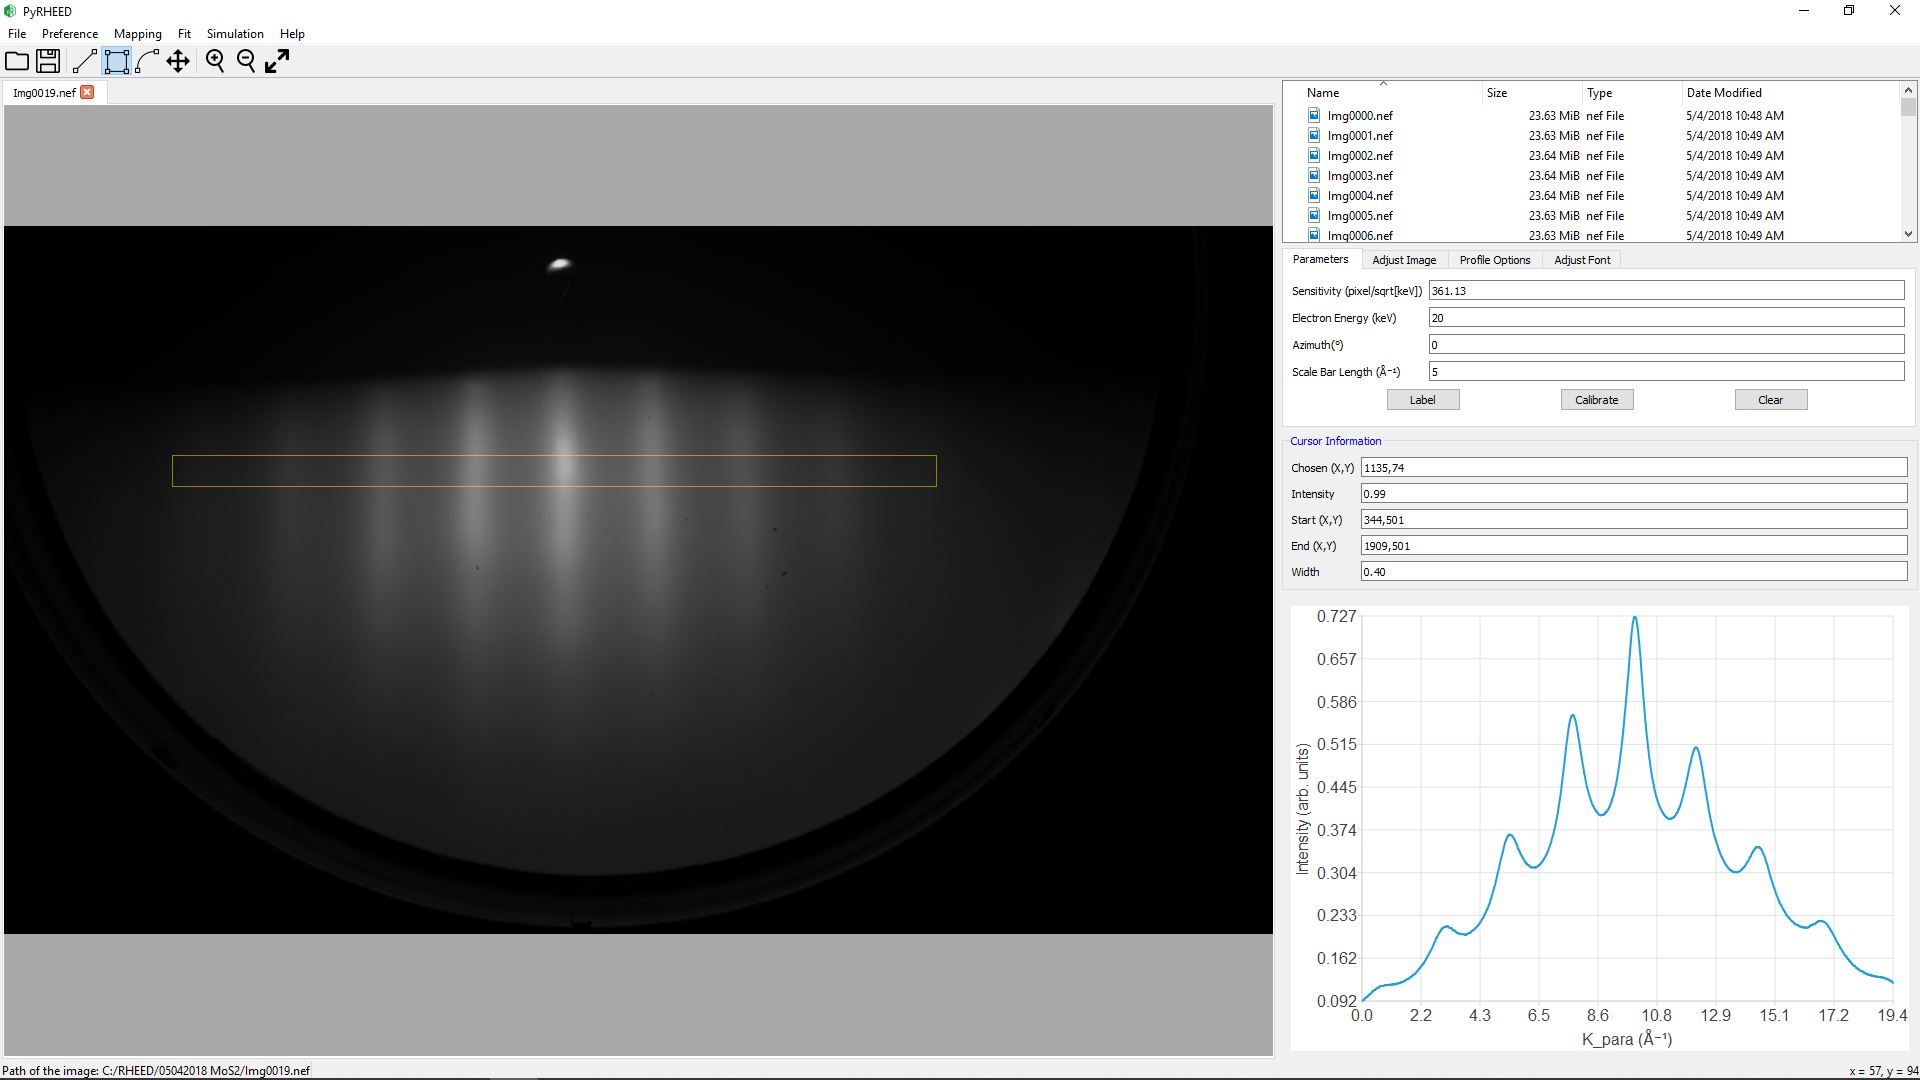 PyRHEED
File Preference Mapping Fit Simulation Help
Img0019.nef
Name Size Type Date Modified
Img0000.nef 23.63 MiB nef File 5/4/2018 10:48 AM
Img0001.nef 23.63 MiB nef File 5/4/2018 10:49 AM
Img0002.nef 23.64 MiB nef File 5/4/2018 10:49 AM
Img0003.nef 23.64 MiB nef File 5/4/2018 10:49 AM
Img0004.nef 23.64 MiB nef File 5/4/2018 10:49 AM
Img0005.nef 23.63 MiB nef File 5/4/2018 10:49 AM
Img0006.nef 23.63 MiB nef File 5/4/2018 10:49 AM
Parameters Adjust Image Profile Options Adjust Font
Sensitivity (pixel/sqrt[keV]) 361.13
Electron Energy (keV) 20
Azimuth(°) 0
Scale Bar Length (Å⁻¹) 5
Label Calibrate Clear
Cursor Information
Chosen (X,Y) 1135,74
Intensity 0.99
Start (X,Y) 344,501
End (X,Y) 1909,501
Width 0.40
0.727
0.657
0.586
0.515
0.445
0.374
0.304
0.233
0.162
0.092
Intensity (arb. units)
0.0 2.2 4.3 6.5 8.6 10.8 12.9 15.1 17.2 19.4
K_para (Å⁻¹)
Path of the image: C:/RHEED/05042018 MoS2/Img0019.nef
x = 57, y = 94